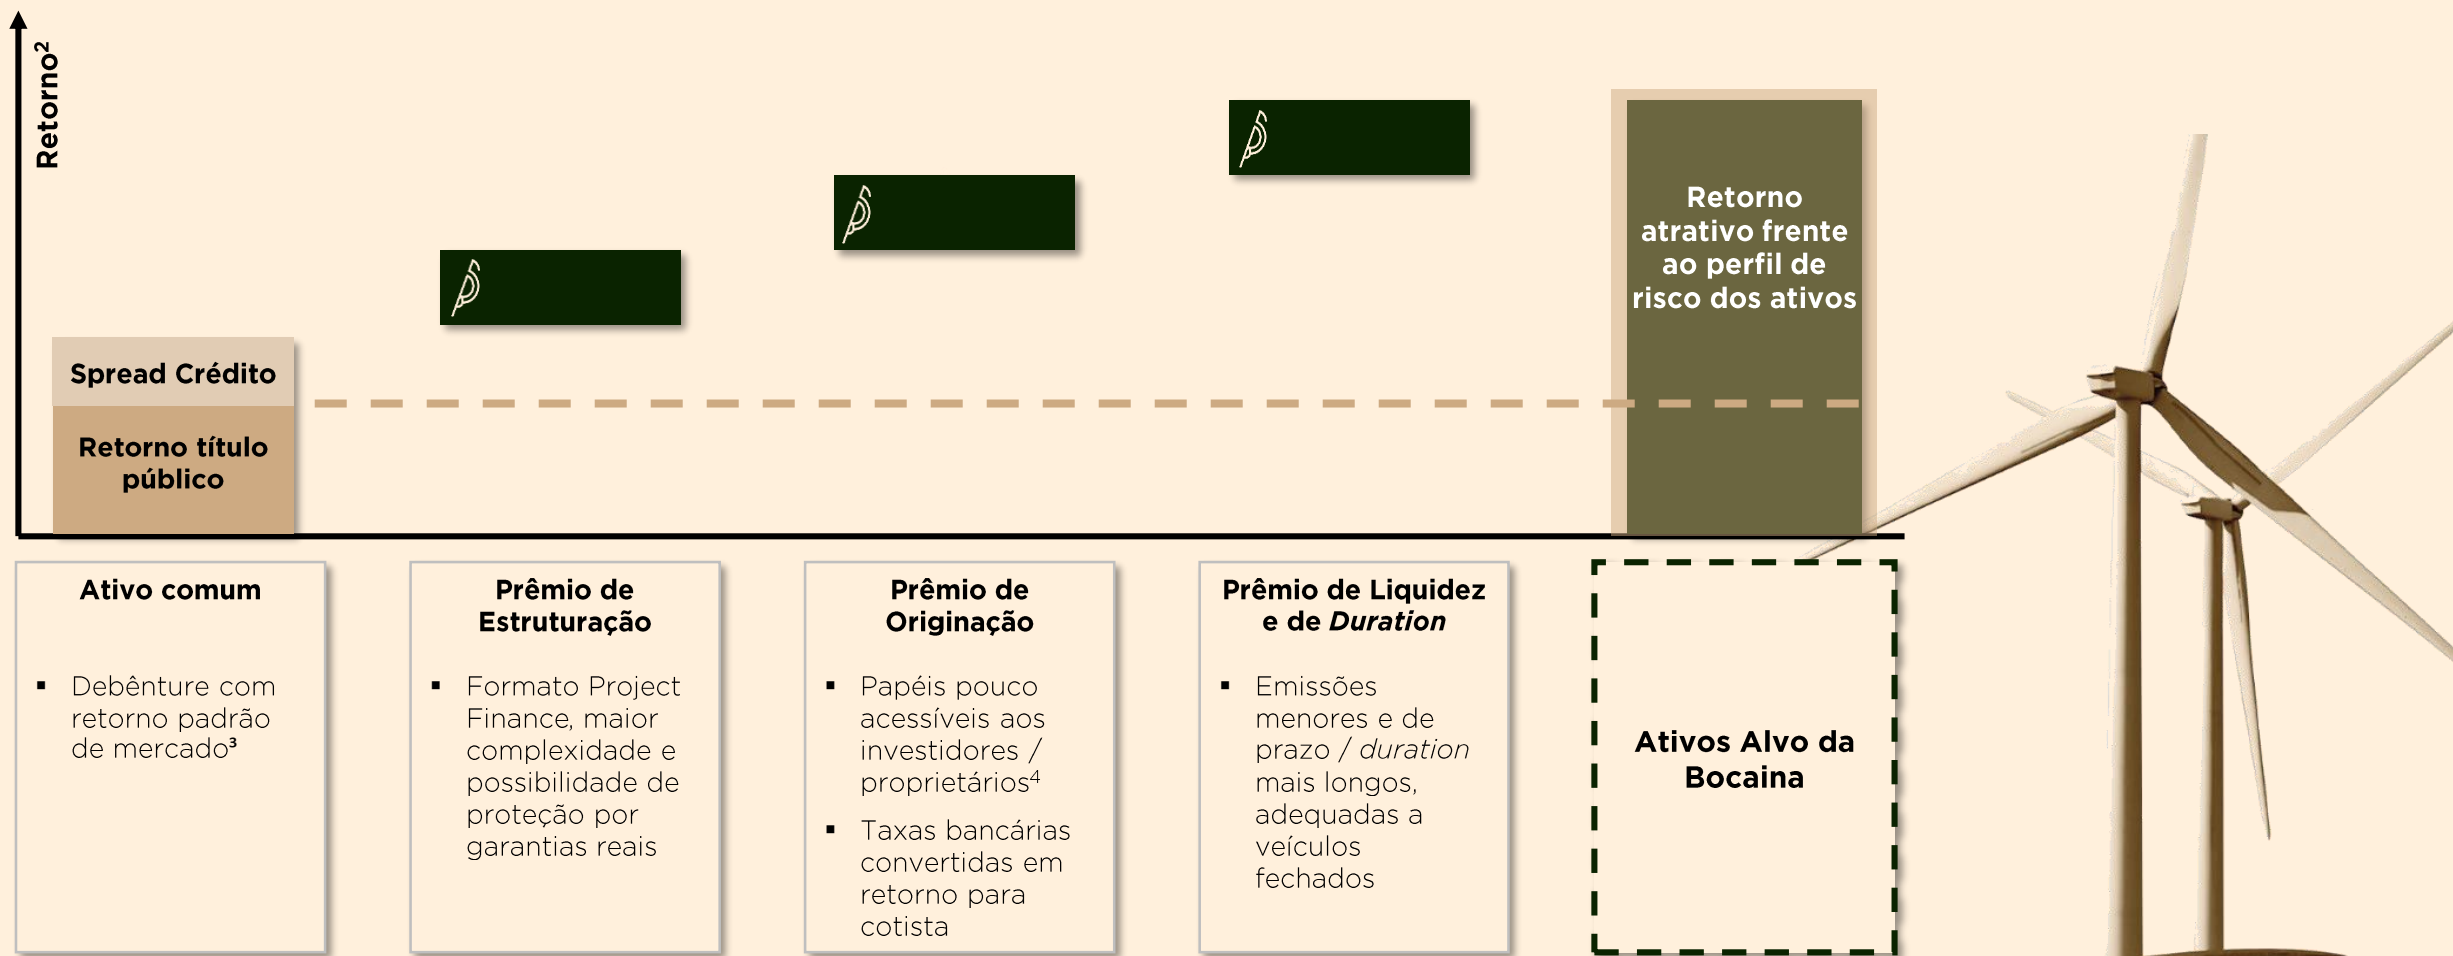 Retorno²
Retorno
atrativo frente
ao perfil de
risco dos ativos
Spread Crédito
Retorno título
público
Ativo comum
▪ Debênture com
retorno padrão
de mercado³
Prêmio de
Estruturação
▪ Formato Project
Finance, maior
complexidade e
possibilidade de
proteção por
garantias reais
Prêmio de
Originação
▪ Papéis pouco
acessíveis aos
investidores /
proprietários⁴
▪ Taxas bancárias
convertidas em
retorno para
cotista
Prêmio de Liquidez
e de Duration
▪ Emissões
menores e de
prazo / duration
mais longos,
adequadas a
veículos
fechados
Ativos Alvo da
Bocaina